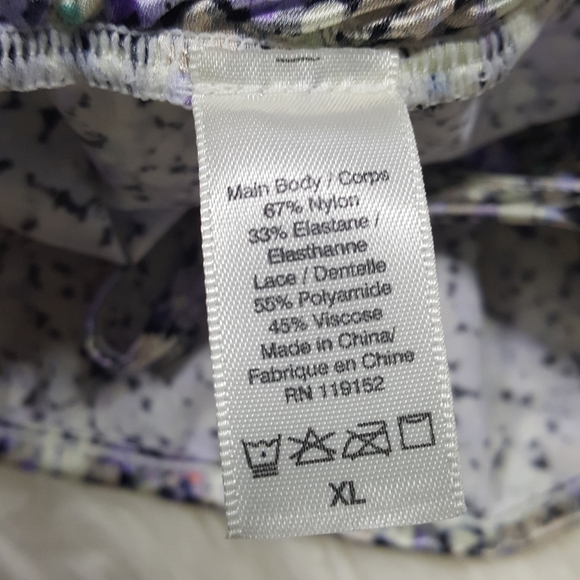 Main Body / Corps
67% Nylon
33% Elastane /
Elasthanne
Lace / Dentelle
55% Polyamide
45% Viscose
Made in China/
Fabrique en Chine
RN 119152
XL